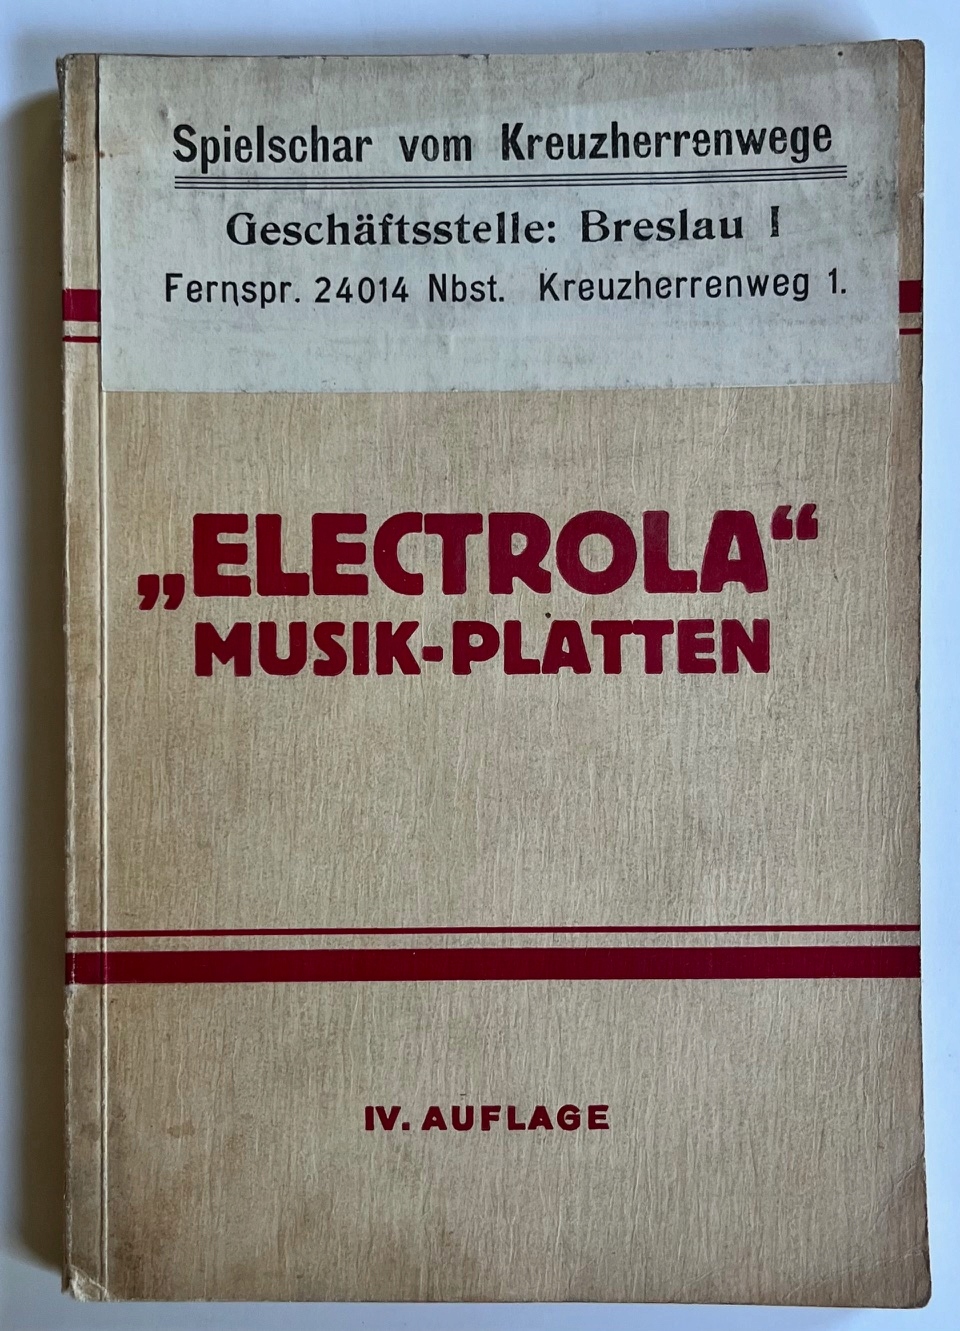 Spielschar vom Kreuzherrenwege
Geschäftsstelle: Breslau I
Fernspr. 24014 Nbst. Kreuzherrenweg 1.
„ELECTROLA“
MUSIK-PLATTEN
IV. AUFLAGE